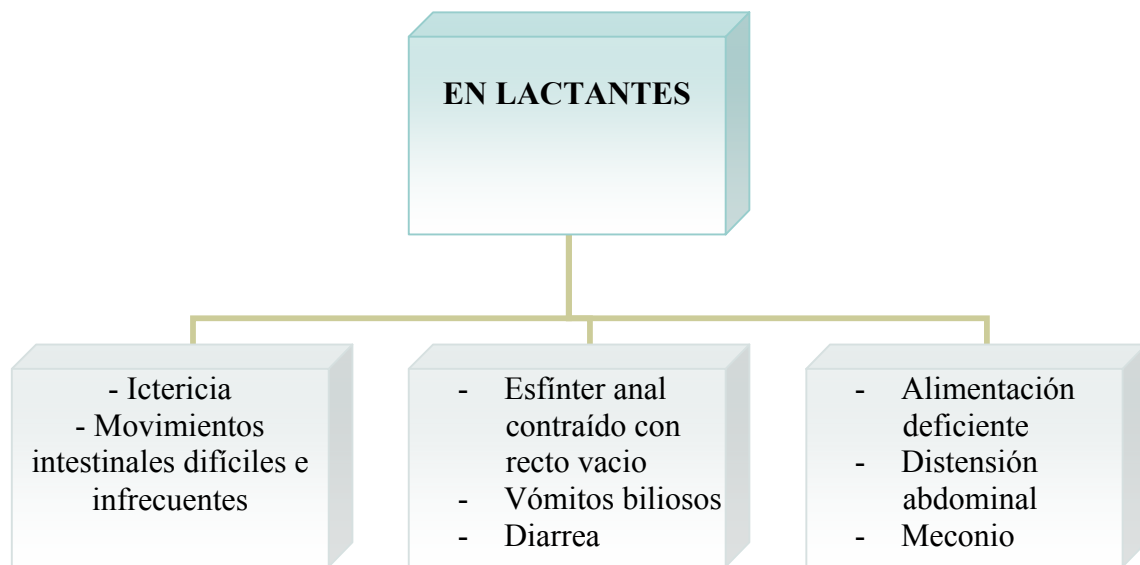 EN LACTANTES
- Ictericia
- Movimientos
intestinales difíciles e
infrecuentes
- Esfínter anal
contraído con
recto vacio
- Vómitos biliosos
- Diarrea
- Alimentación
deficiente
- Distensión
abdominal
- Meconio